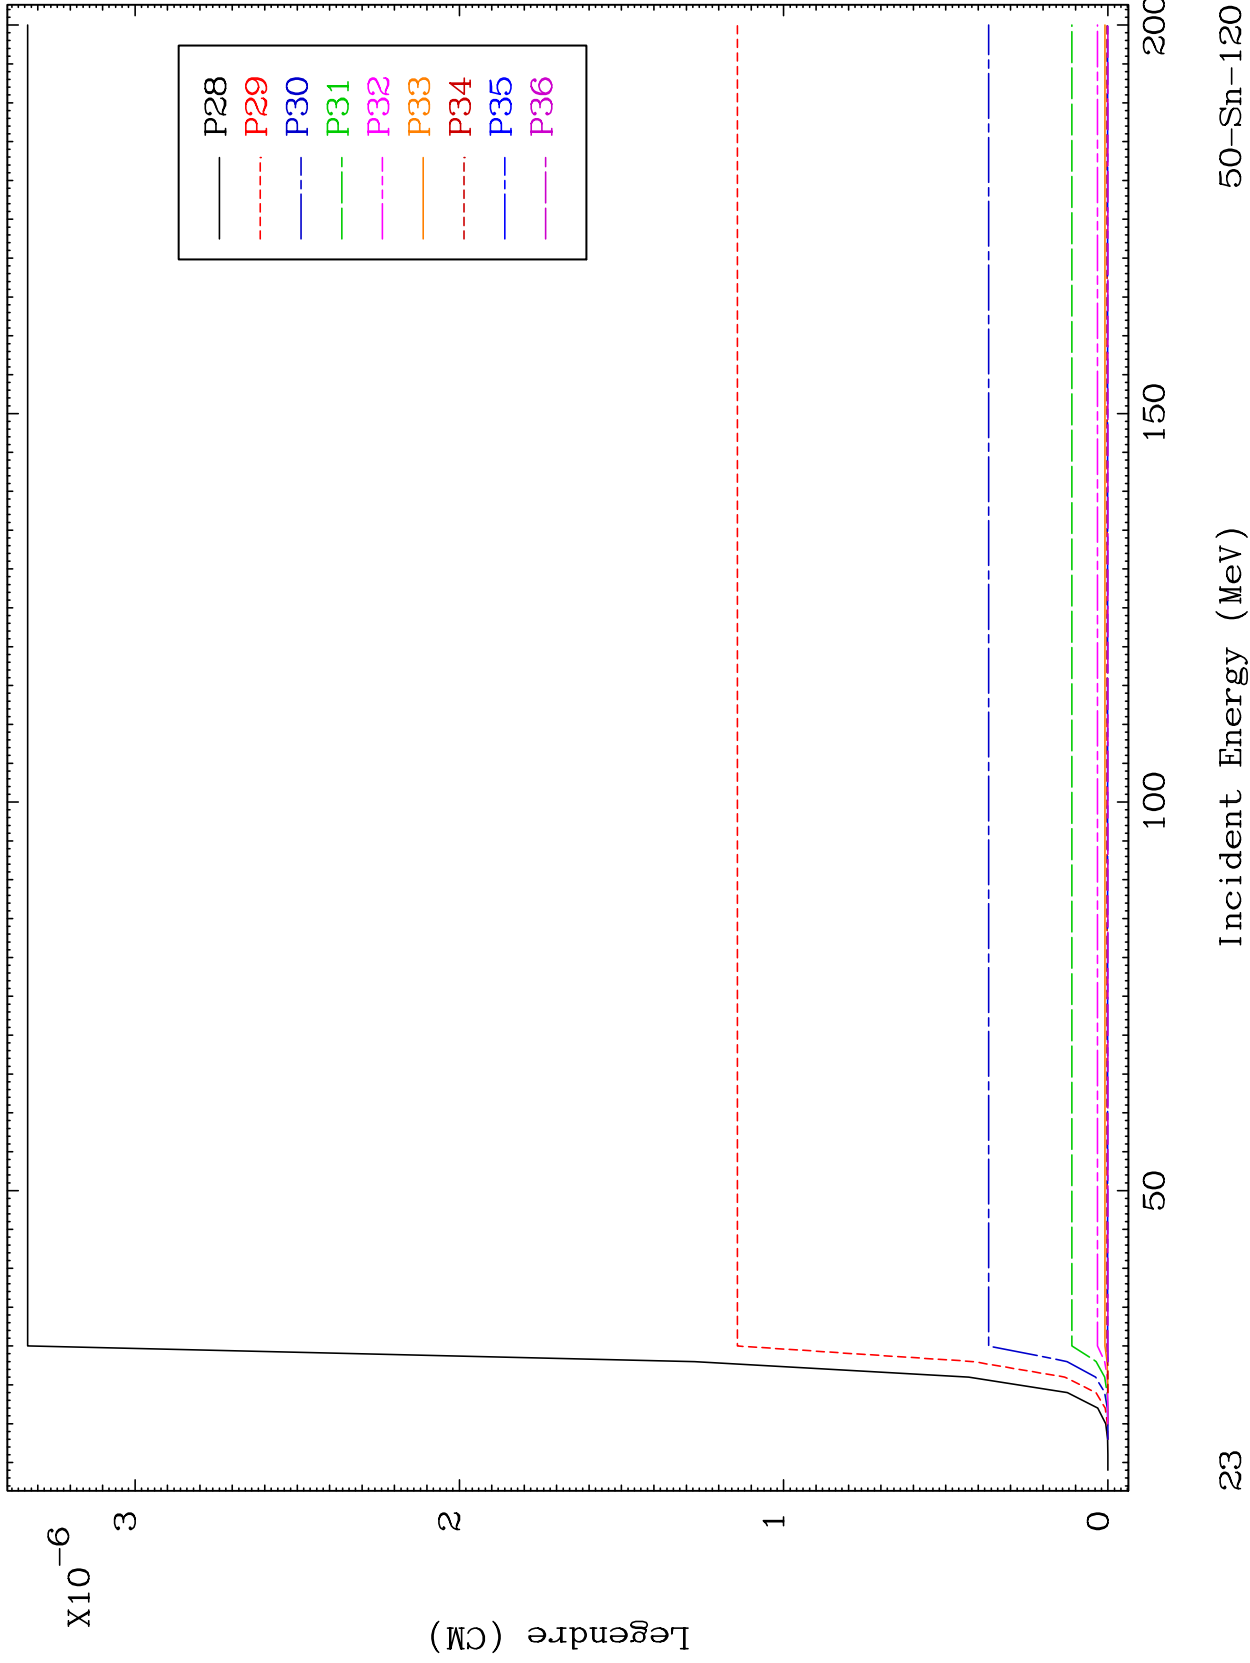 X10-6
3
2
1
0
Legendre (CM)
P28
P29
P30
P31
P32
P33
P34
P35
P36
50
100
150
200
Incident Energy (MeV)
23
50-Sn-120